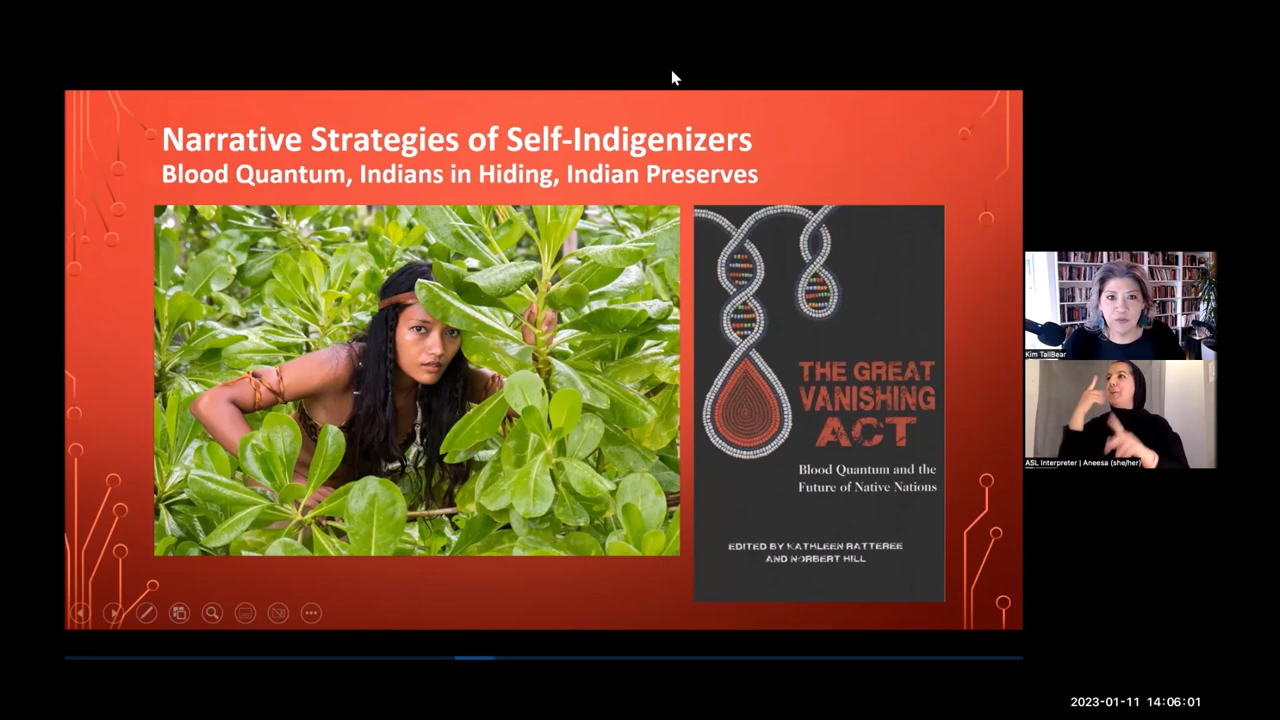 Narrative Strategies of Self-Indigenizers
Blood Quantum, Indians in Hiding, Indian Preserves
THE GREAT
VANISHING
ACT
Blood Quantum and the
Future of Native Nations
EDITED BY KATHLEEN RATTEREE
AND NORBERT HILL
Kim TallBear
ASL Interpreter | Aneesa (she/her)
2023-01-11 14:06:01